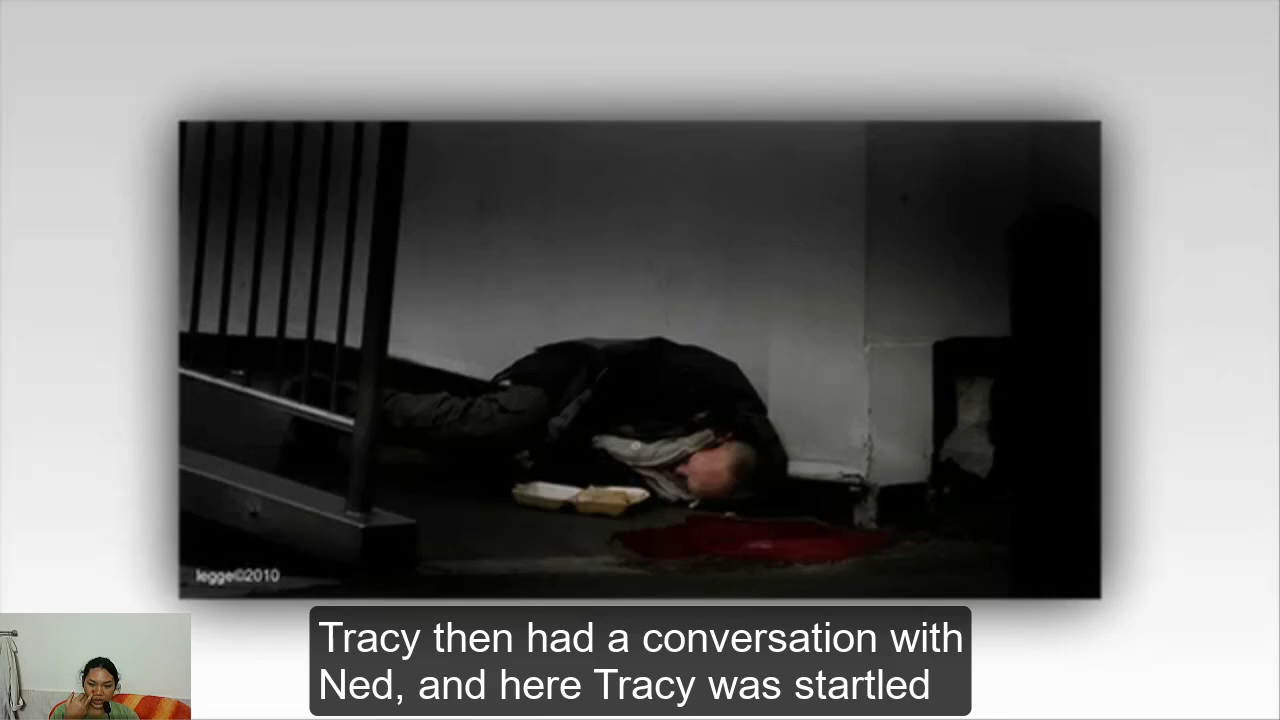 legge©2010
Tracy then had a conversation with
Ned, and here Tracy was startled